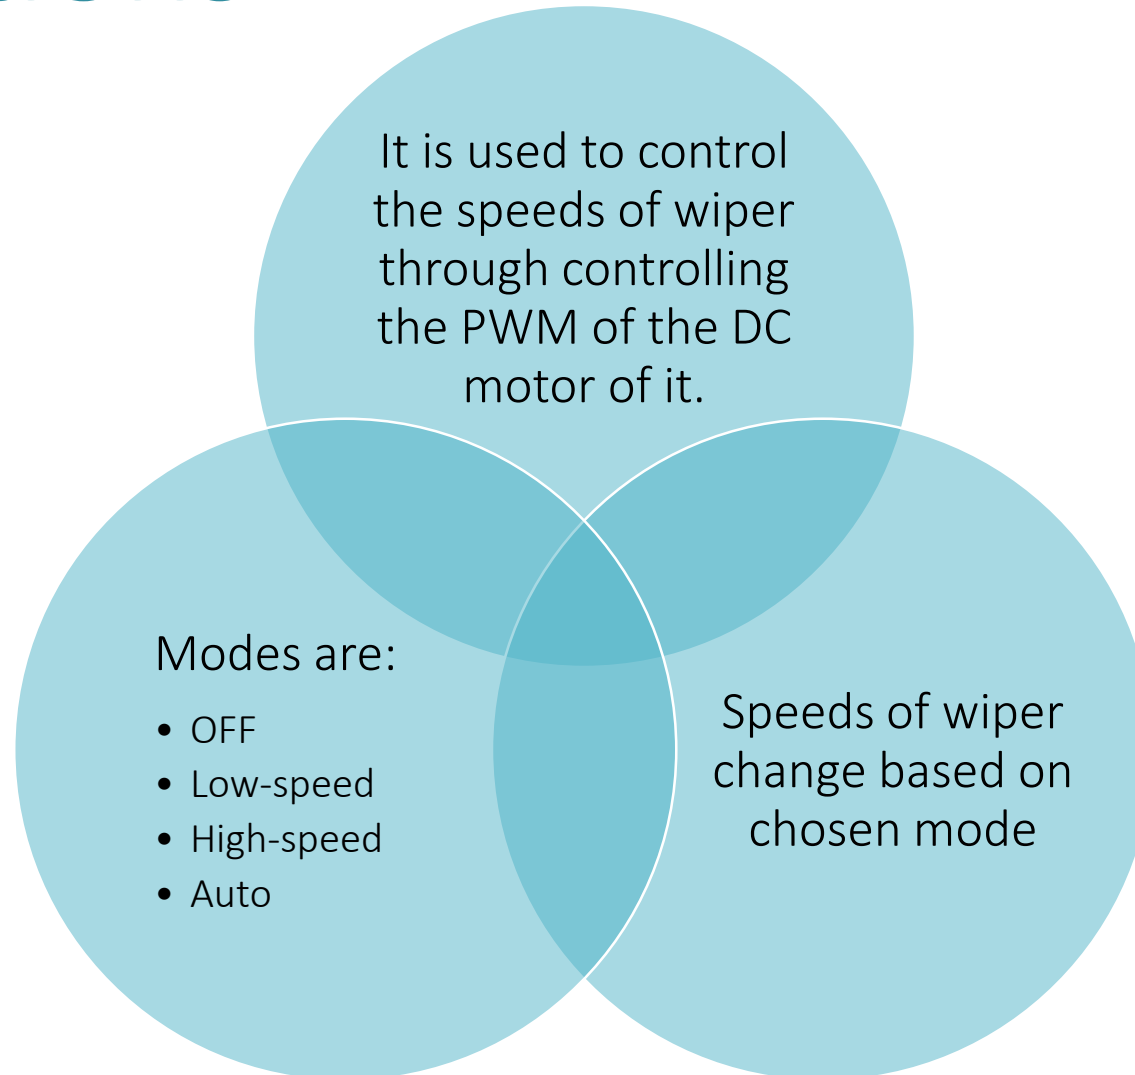 It is used to control
the speeds of wiper
through controlling
the PWM of the DC
motor of it.
Modes are:
• OFF
• Low-speed
• High-speed
• Auto
Speeds of wiper
change based on
chosen mode